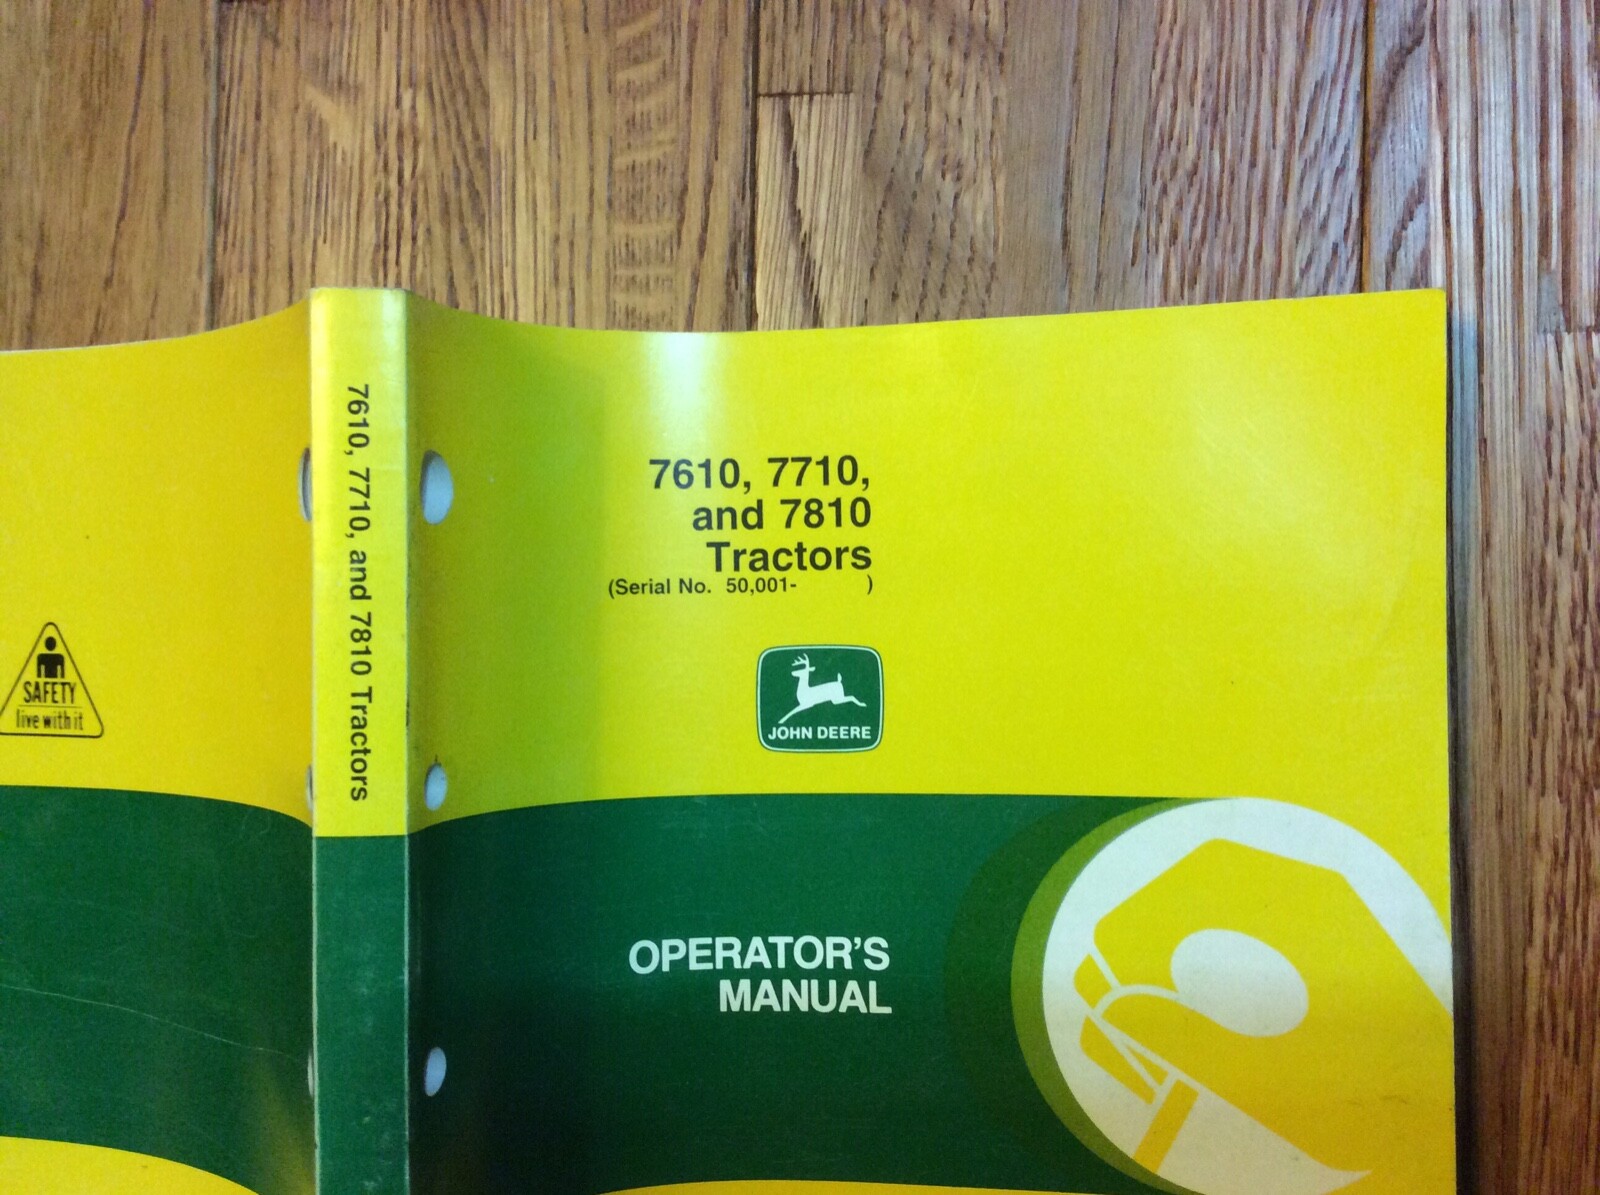 SAFETY
live with it
7610, 7710, and 7810 Tractors
7610, 7710,
and 7810
Tractors
(Serial No. 50,001- )
JOHN DEERE
OPERATOR'S
MANUAL